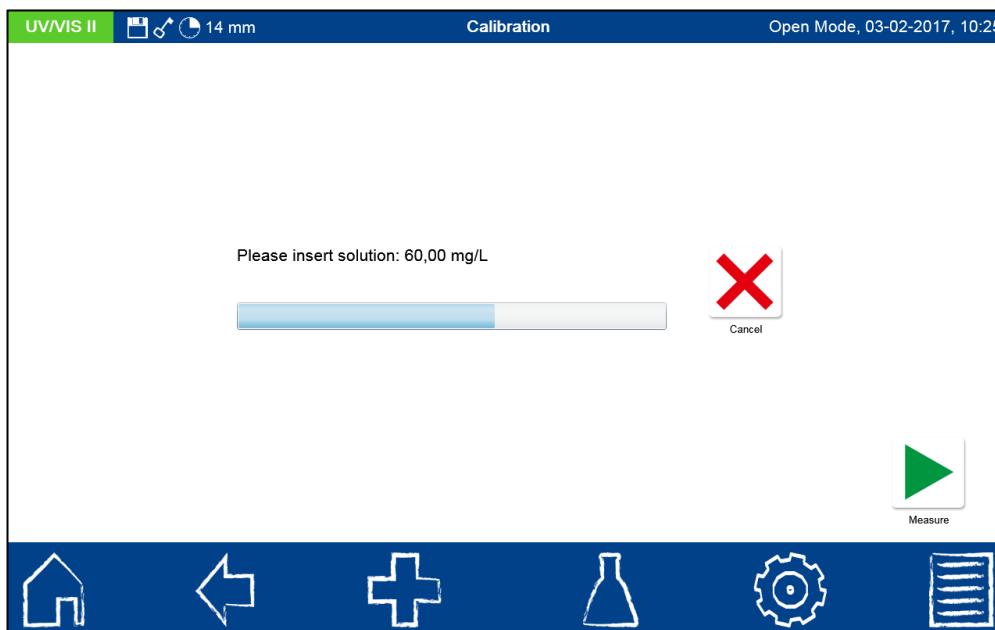 UV/VIS II 14 mm Calibration Open Mode, 03-02-2017, 10:25
Please insert solution: 60,00 mg/L
Cancel
Measure